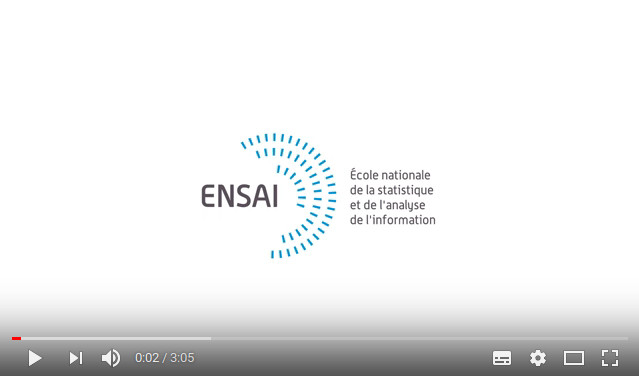 ENSAI
École nationale
de la statistique
et de l'analyse
de l'information
0:02 / 3:05